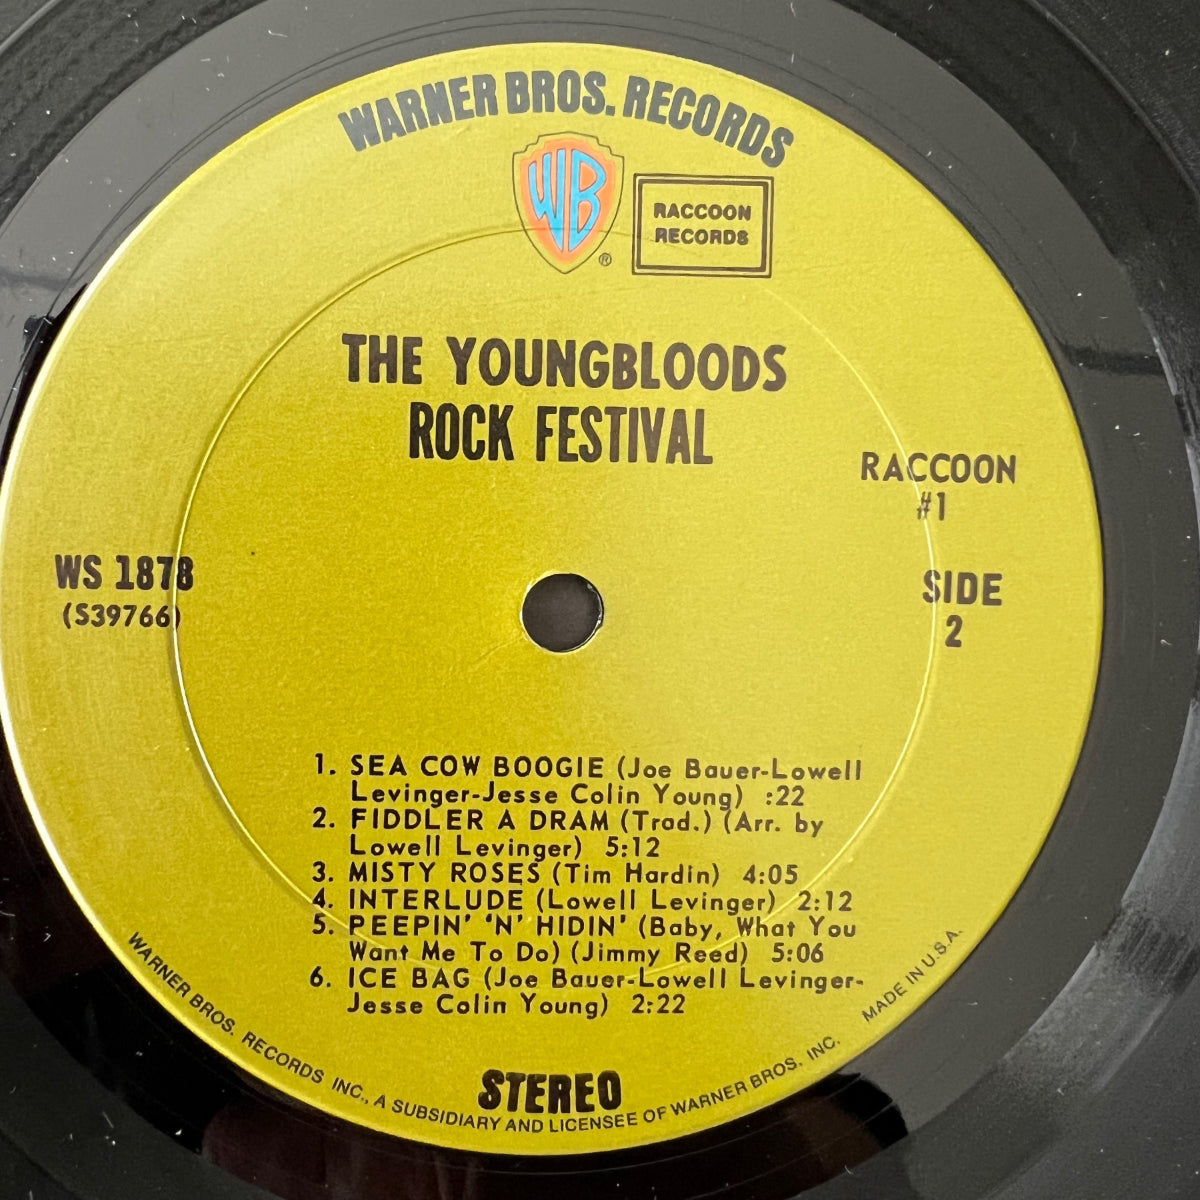 WARNER BROS. RECORDS
WB
®
RACCOON
RECORDS
THE YOUNGBLOODS
ROCK FESTIVAL
RACCOON
#1
WS 1878
(S39766)
SIDE
2
1. SEA COW BOOGIE (Joe Bauer-Lowell
Levinger-Jesse Colin Young) :22
2. FIDDLER A DRAM (Trad.) (Arr. by
Lowell Levinger) 5:12
3. MISTY ROSES (Tim Hardin) 4:05
4. INTERLUDE (Lowell Levinger) 2:12
5. PEEPIN' 'N' HIDIN' (Baby, What You
Want Me To Do) (Jimmy Reed) 5:06
6. ICE BAG (Joe Bauer-Lowell Levinger-
Jesse Colin Young) 2:22
STEREO
WARNER BROS. RECORDS INC., A SUBSIDIARY AND LICENSEE OF WARNER BROS. INC. MADE IN U.S.A.